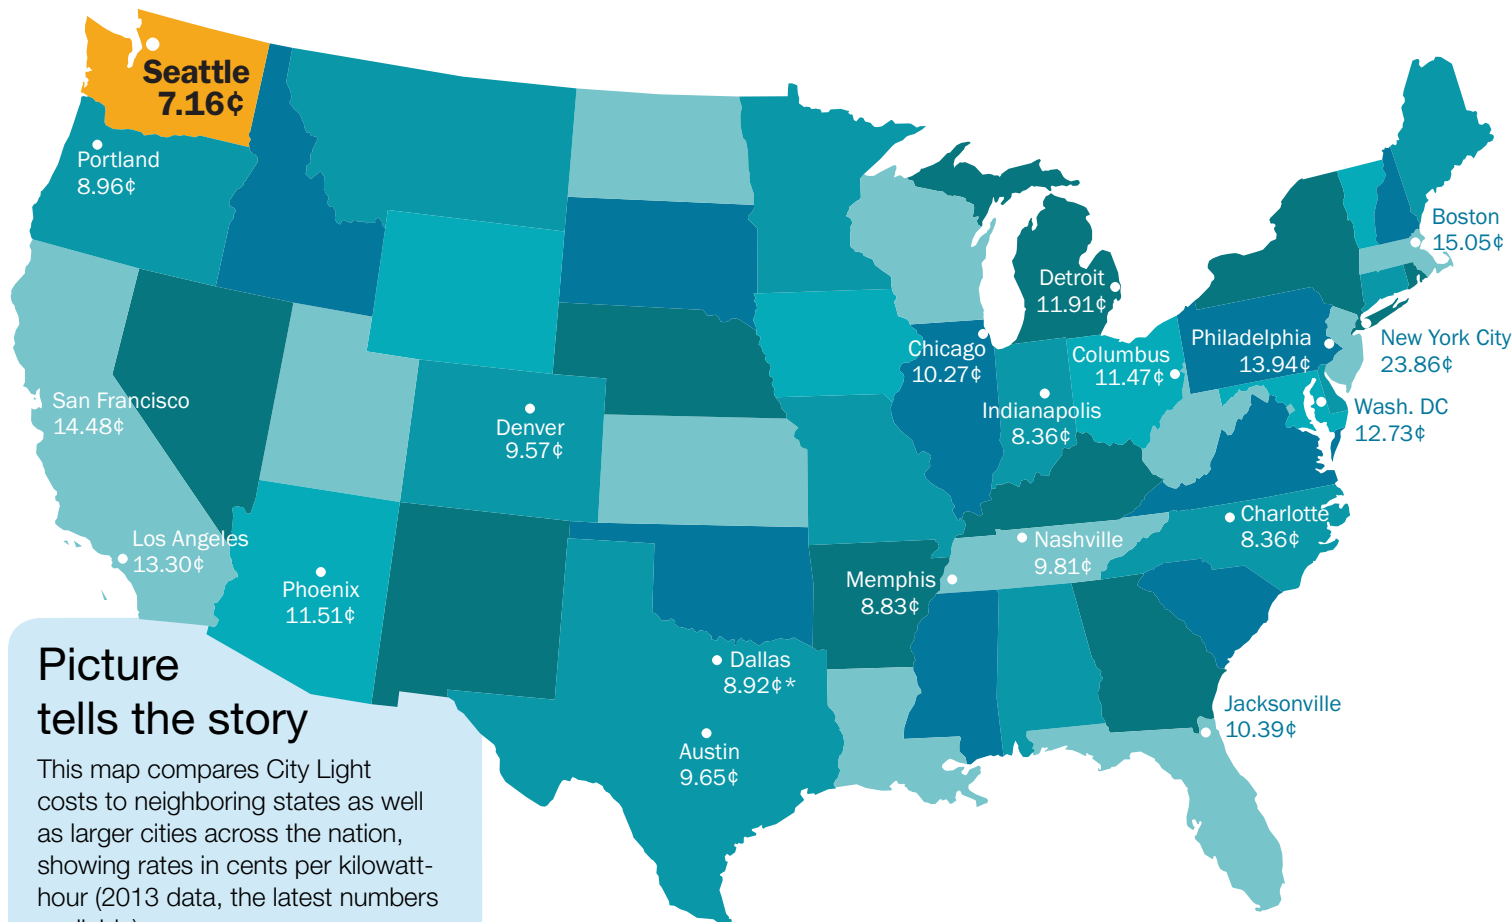 Seattle
7.16¢
Portland
8.96¢
San Francisco
14.48¢
Los Angeles
13.30¢
Phoenix
11.51¢
Denver
9.57¢
Dallas
8.92¢*
Austin
9.65¢
Chicago
10.27¢
Detroit
11.91¢
Indianapolis
8.36¢
Columbus
11.47¢
Memphis
8.83¢
Nashville
9.81¢
Charlotte
8.36¢
Jacksonville
10.39¢
Philadelphia
13.94¢
Boston
15.05¢
New York City
23.86¢
Wash. DC
12.73¢
Picture
tells the story
This map compares City Light
costs to neighboring states as well
as larger cities across the nation,
showing rates in cents per kilowatt-
hour (2013 data, the latest numbers